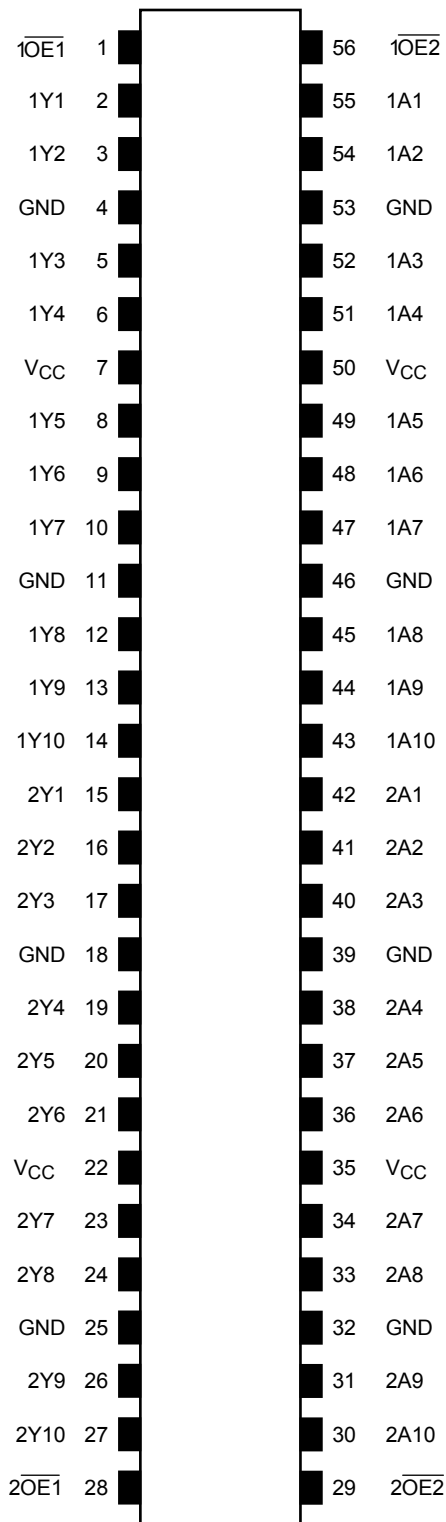 1OE1 1 56 1OE2
1Y1 2 55 1A1
1Y2 3 54 1A2
GND 4 53 GND
1Y3 5 52 1A3
1Y4 6 51 1A4
VCC 7 50 VCC
1Y5 8 49 1A5
1Y6 9 48 1A6
1Y7 10 47 1A7
GND 11 46 GND
1Y8 12 45 1A8
1Y9 13 44 1A9
1Y10 14 43 1A10
2Y1 15 42 2A1
2Y2 16 41 2A2
2Y3 17 40 2A3
GND 18 39 GND
2Y4 19 38 2A4
2Y5 20 37 2A5
2Y6 21 36 2A6
VCC 22 35 VCC
2Y7 23 34 2A7
2Y8 24 33 2A8
GND 25 32 GND
2Y9 26 31 2A9
2Y10 27 30 2A10
2OE1 28 29 2OE2